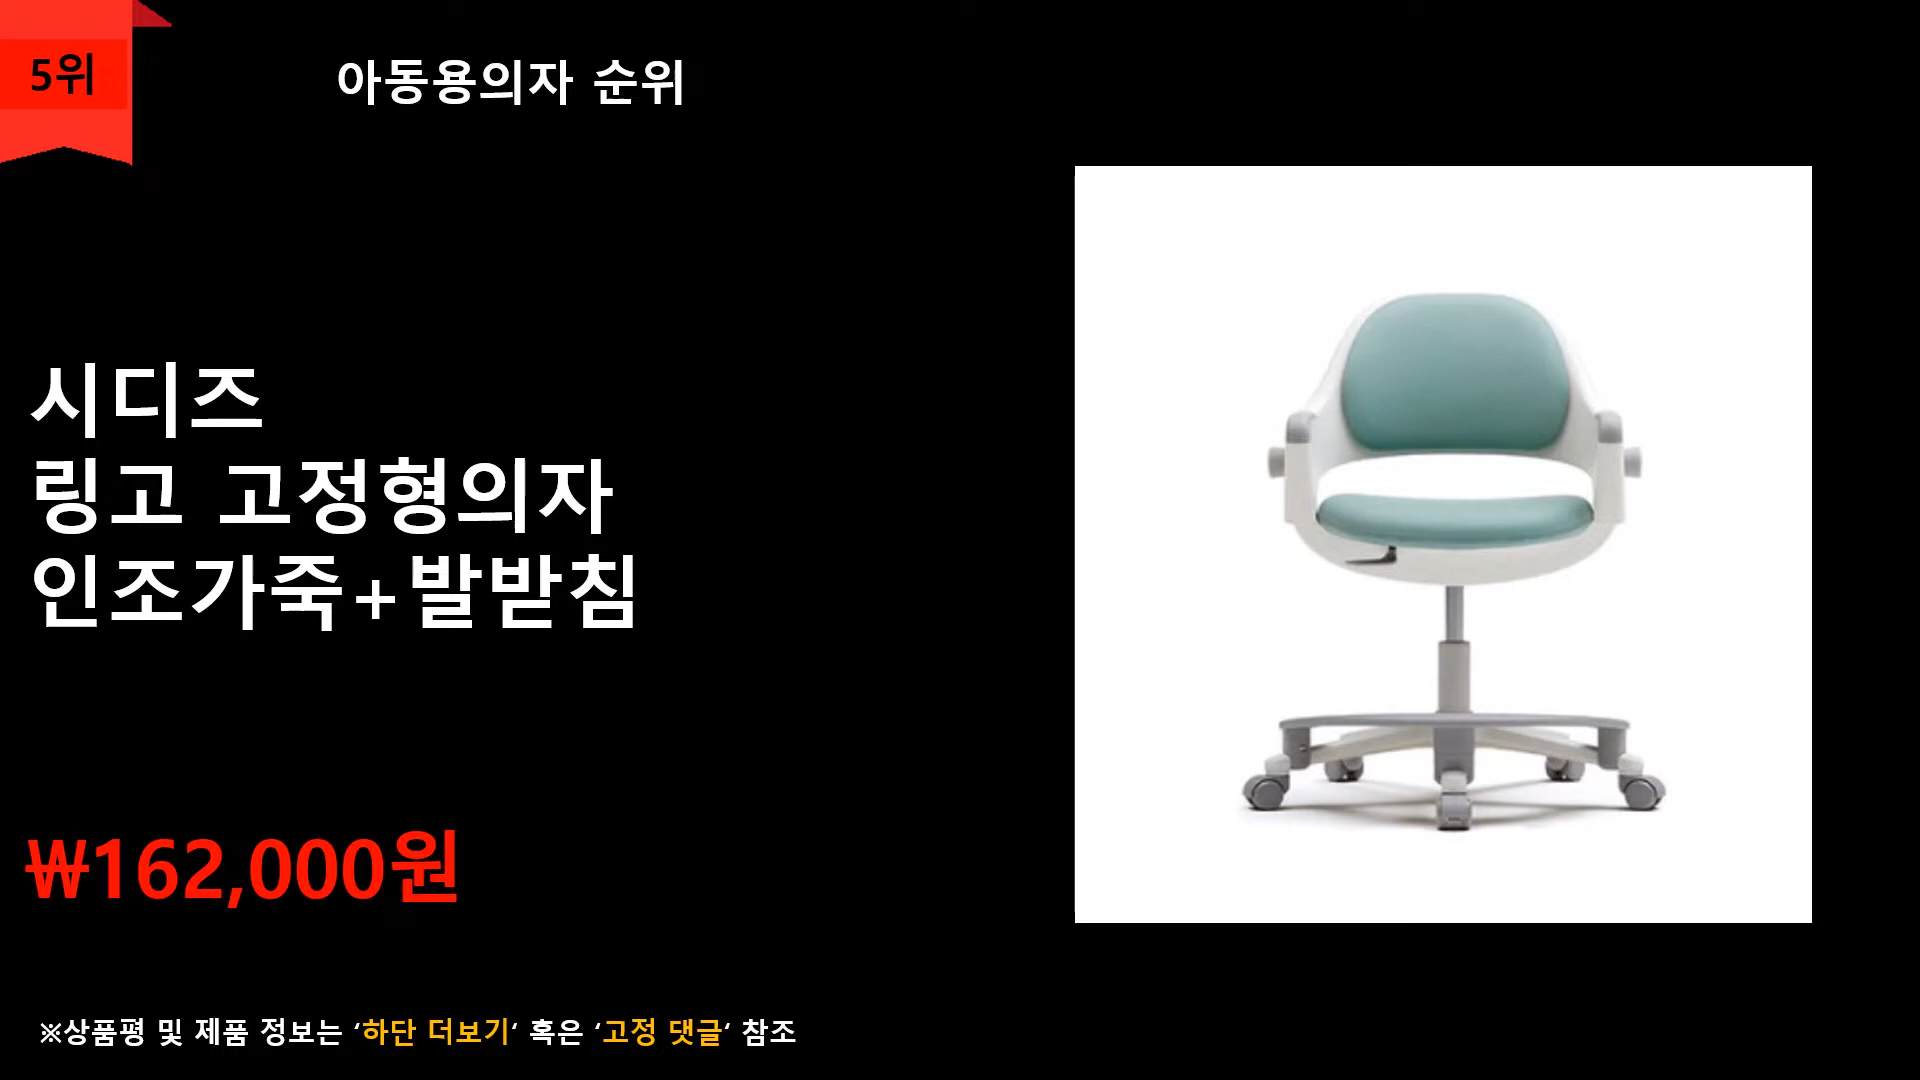 5위
아동용의자 순위
시디즈
링고 고정형의자
인조가죽+발받침
₩162,000원
※상품평 및 제품 정보는 ‘하단 더보기‘ 혹은 ‘고정 댓글‘ 참조